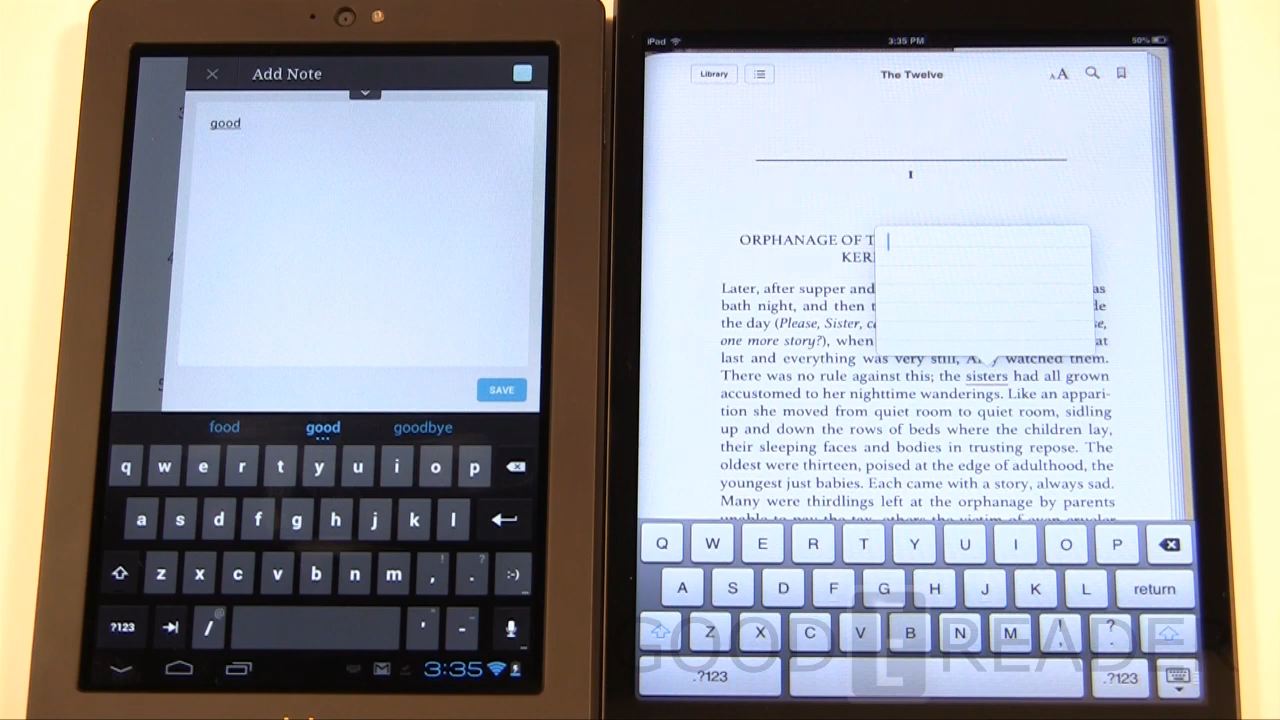 Add Note
good
SAVE
food good goodbye
q w e r t y u i o p
a s d f g h j k l
z x c v b n m , ! . ? :-)
?123 / @ ' - 
3:35
iPad 3:35 PM 50%
Library The Twelve AA
I
ORPHANAGE OF T
KER
Later, after supper and as
bath night, and then
the day (Please, Sister,
one more story?), when at
last and everything was very still, watched them.
There was no rule against this; the sisters had all grown
accustomed to her nighttime wanderings. Like an appari-
tion she moved from quiet room to quiet room, sidling
up and down the rows of beds where the children lay,
their sleeping faces and bodies in trusting repose. The
oldest were thirteen, poised at the edge of adulthood, the
youngest just babies. Each came with a story, always sad.
Many were thirdlings left at the orphanage by parents
Q W E R T Y U I O P
A S D F G H J K L return
Z X C V B N M ! , ? .
.?123 .?123
GOOD E READER